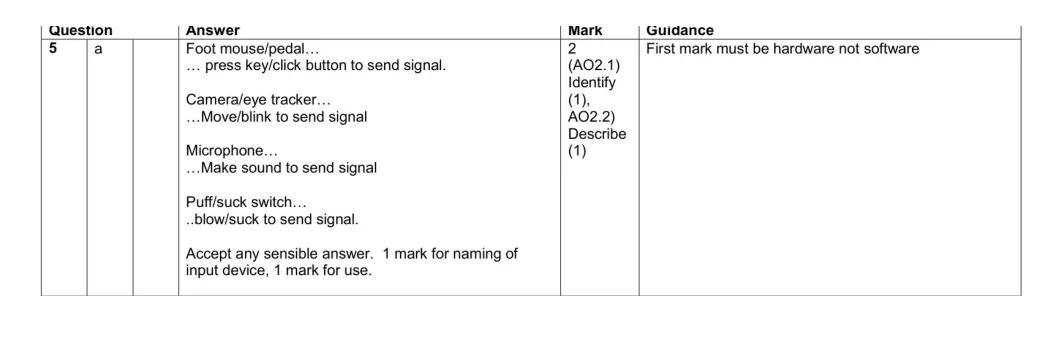 Question Answer Mark Guidance
5 a Foot mouse/pedal… 2 First mark must be hardware not software
… press key/click button to send signal. (AO2.1)
Identify
Camera/eye tracker… (1),
…Move/blink to send signal AO2.2)
Describe
Microphone… (1)
…Make sound to send signal
Puff/suck switch…
..blow/suck to send signal.
Accept any sensible answer.  1 mark for naming of
input device, 1 mark for use.